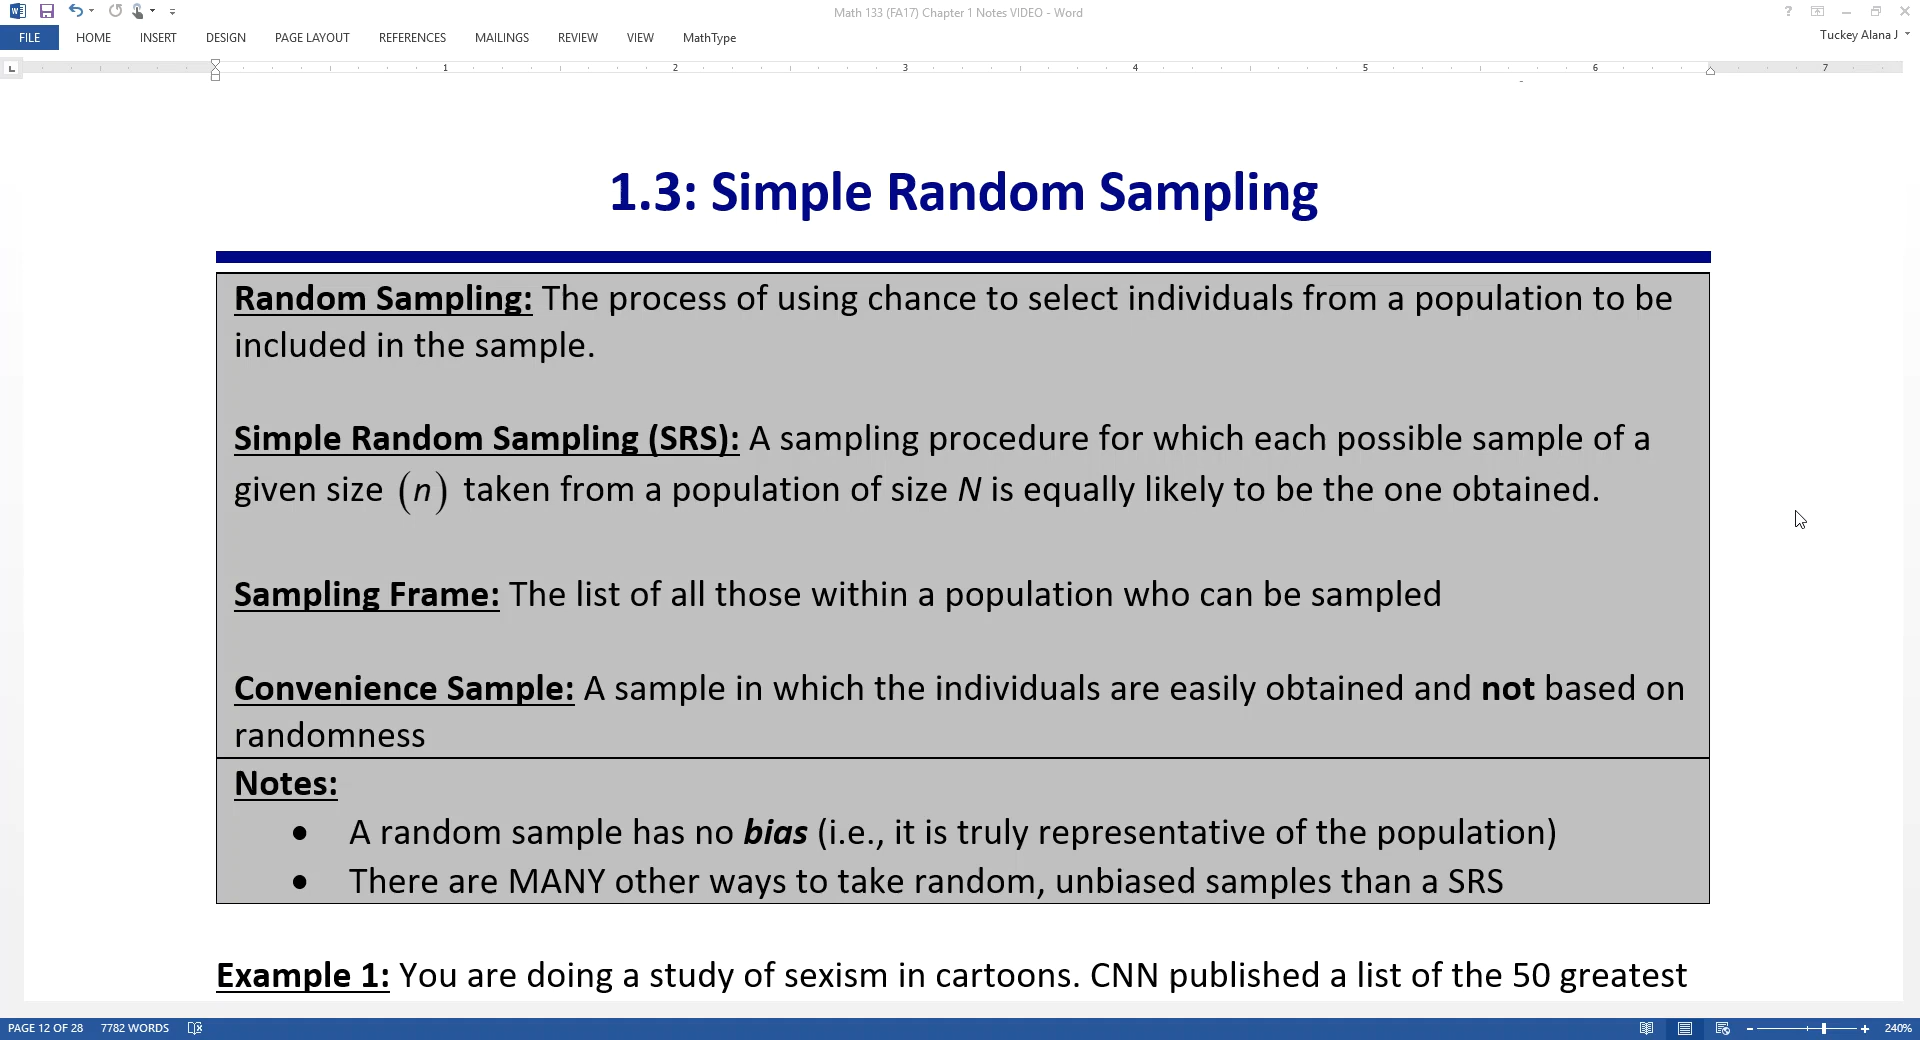 Math 133 (FA17) Chapter 1 Notes VIDEO - Word
FILE HOME INSERT DESIGN PAGE LAYOUT REFERENCES MAILINGS REVIEW VIEW MathType
Tuckey Alana J
1 2 3 4 5 6 7
1.3: Simple Random Sampling
Random Sampling: The process of using chance to select individuals from a population to be
included in the sample.
Simple Random Sampling (SRS): A sampling procedure for which each possible sample of a
given size (n) taken from a population of size N is equally likely to be the one obtained.
Sampling Frame: The list of all those within a population who can be sampled
Convenience Sample: A sample in which the individuals are easily obtained and not based on
randomness
Notes:
• A random sample has no bias (i.e., it is truly representative of the population)
• There are MANY other ways to take random, unbiased samples than a SRS
Example 1: You are doing a study of sexism in cartoons. CNN published a list of the 50 greatest
PAGE 12 OF 28 7782 WORDS
240%